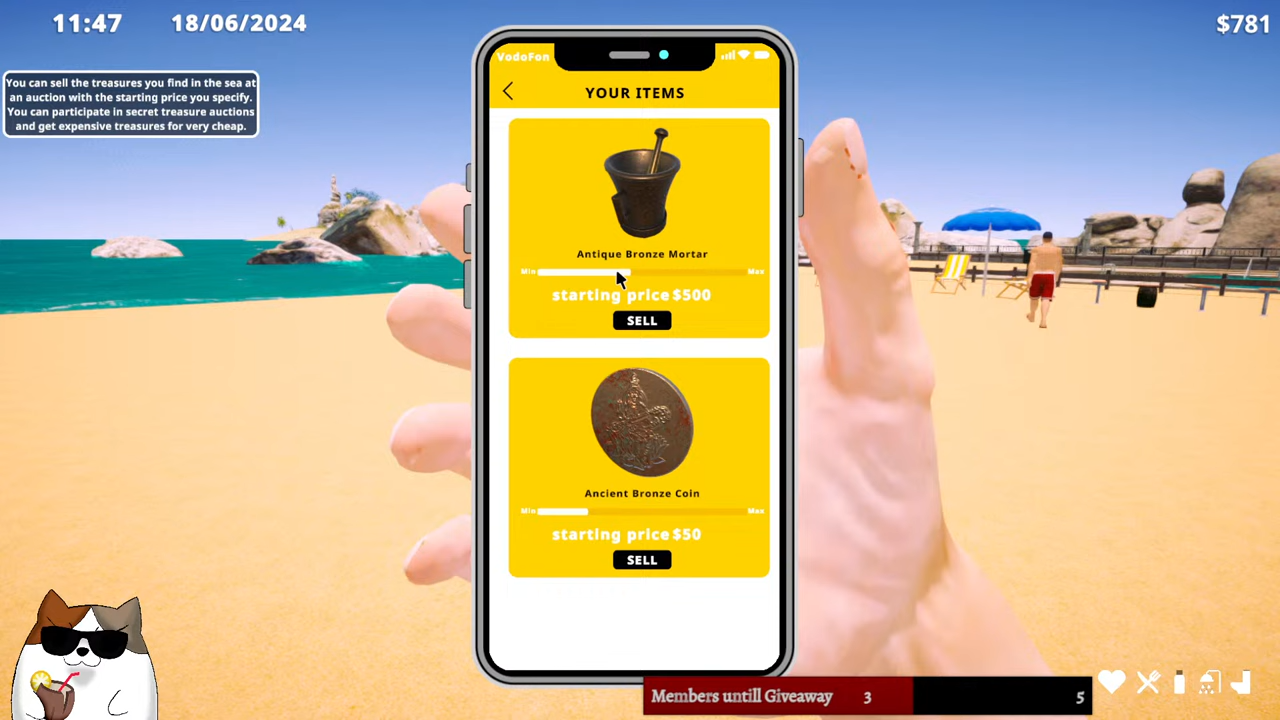 11:47
18/06/2024
$781
You can sell the treasures you find in the sea at
an auction with the starting price you specify.
You can participate in secret treasure auctions
and get expensive treasures for very cheap.
VodoFon
YOUR ITEMS
Antique Bronze Mortar
Min Max
starting price $500
SELL
Ancient Bronze Coin
Min Max
starting price $50
SELL
Members untill Giveaway 3 5